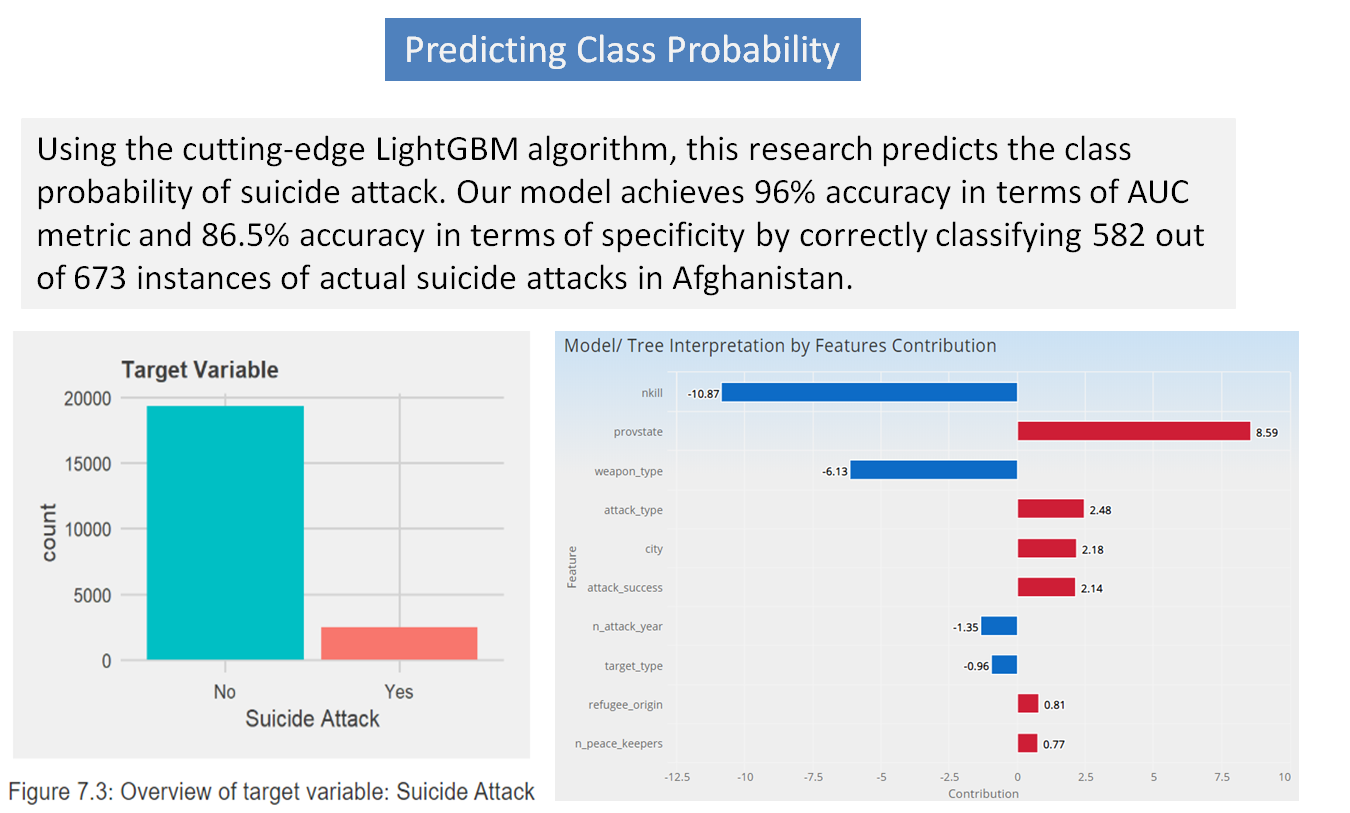 Predicting Class Probability
Using the cutting-edge LightGBM algorithm, this research predicts the class
probability of suicide attack. Our model achieves 96% accuracy in terms of AUC
metric and 86.5% accuracy in terms of specificity by correctly classifying 582 out
of 673 instances of actual suicide attacks in Afghanistan.
Target Variable
20000
15000
10000
5000
0
count
No Yes
Suicide Attack
Figure 7.3: Overview of target variable: Suicide Attack
Model/ Tree Interpretation by Features Contribution
nkill -10.87
provstate 8.59
weapon_type -6.13
attack_type 2.48
city 2.18
Feature
attack_success 2.14
n_attack_year -1.35
target_type -0.96
refugee_origin 0.81
n_peace_keepers 0.77
-12.5 -10 -7.5 -5 -2.5 0 2.5 5 7.5 10
Contribution